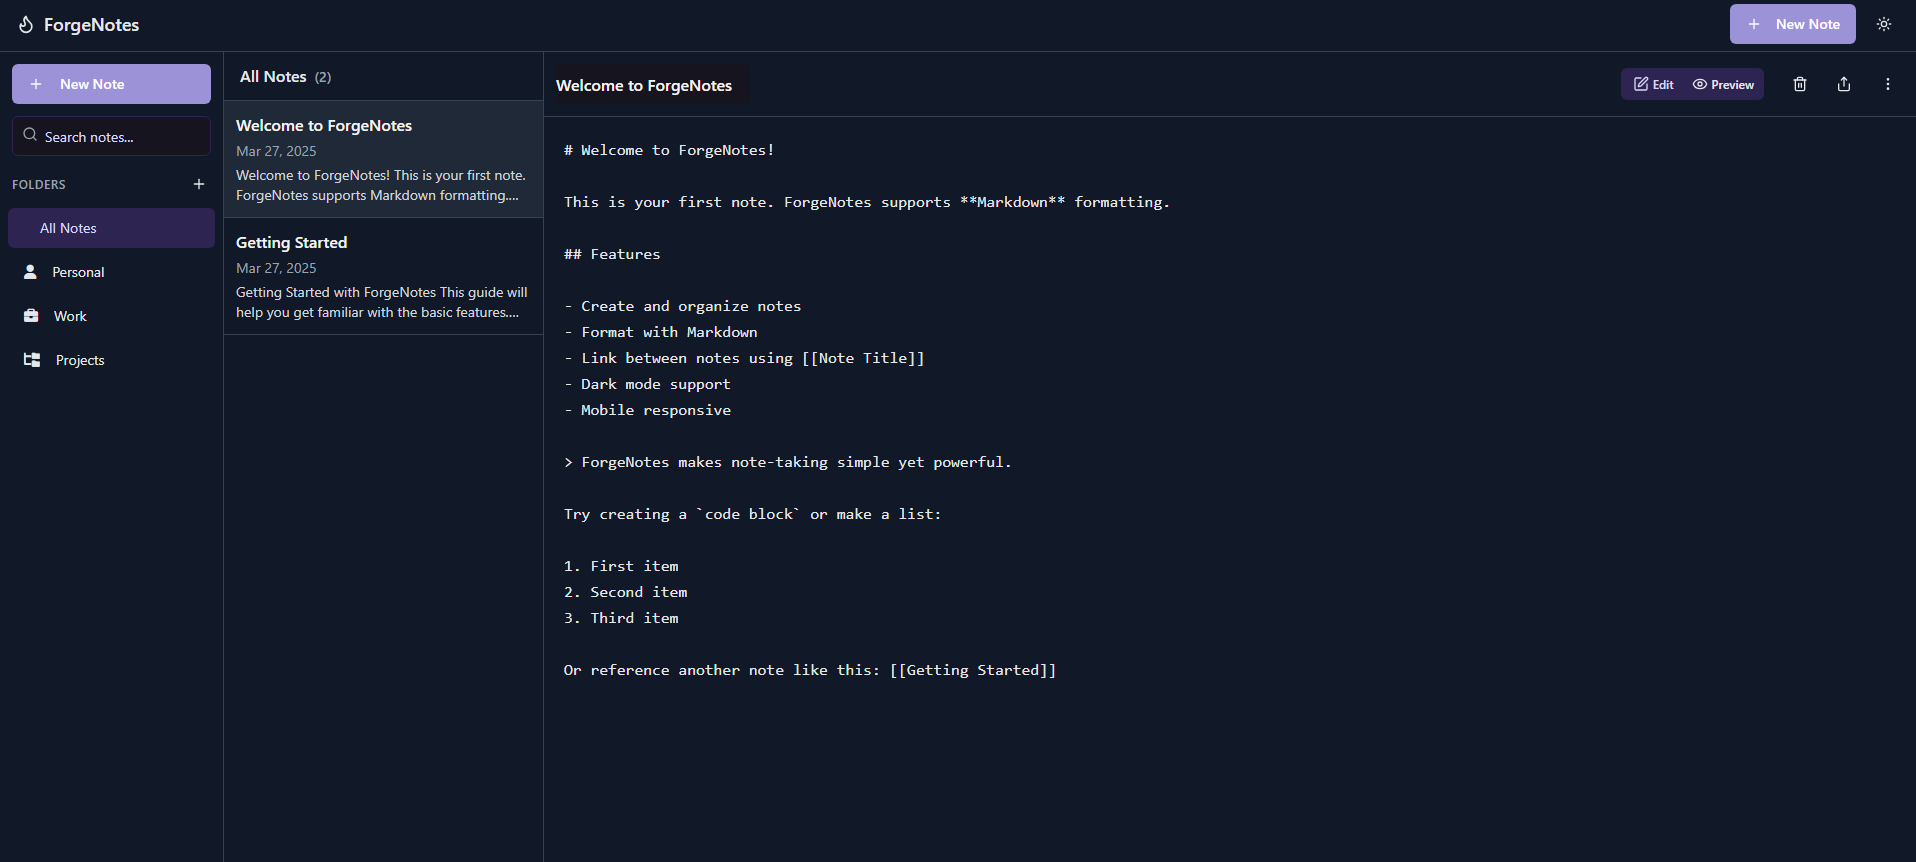 ForgeNotes
New Note
New Note
Search notes...
FOLDERS
All Notes
Personal
Work
Projects
All Notes (2)
Welcome to ForgeNotes
Mar 27, 2025
Welcome to ForgeNotes! This is your first note.
ForgeNotes supports Markdown formatting....
Getting Started
Mar 27, 2025
Getting Started with ForgeNotes This guide will
help you get familiar with the basic features....
Welcome to ForgeNotes
Edit Preview
# Welcome to ForgeNotes!
This is your first note. ForgeNotes supports **Markdown** formatting.
## Features
- Create and organize notes
- Format with Markdown
- Link between notes using [[Note Title]]
- Dark mode support
- Mobile responsive
> ForgeNotes makes note-taking simple yet powerful.
Try creating a `code block` or make a list:
1. First item
2. Second item
3. Third item
Or reference another note like this: [[Getting Started]]